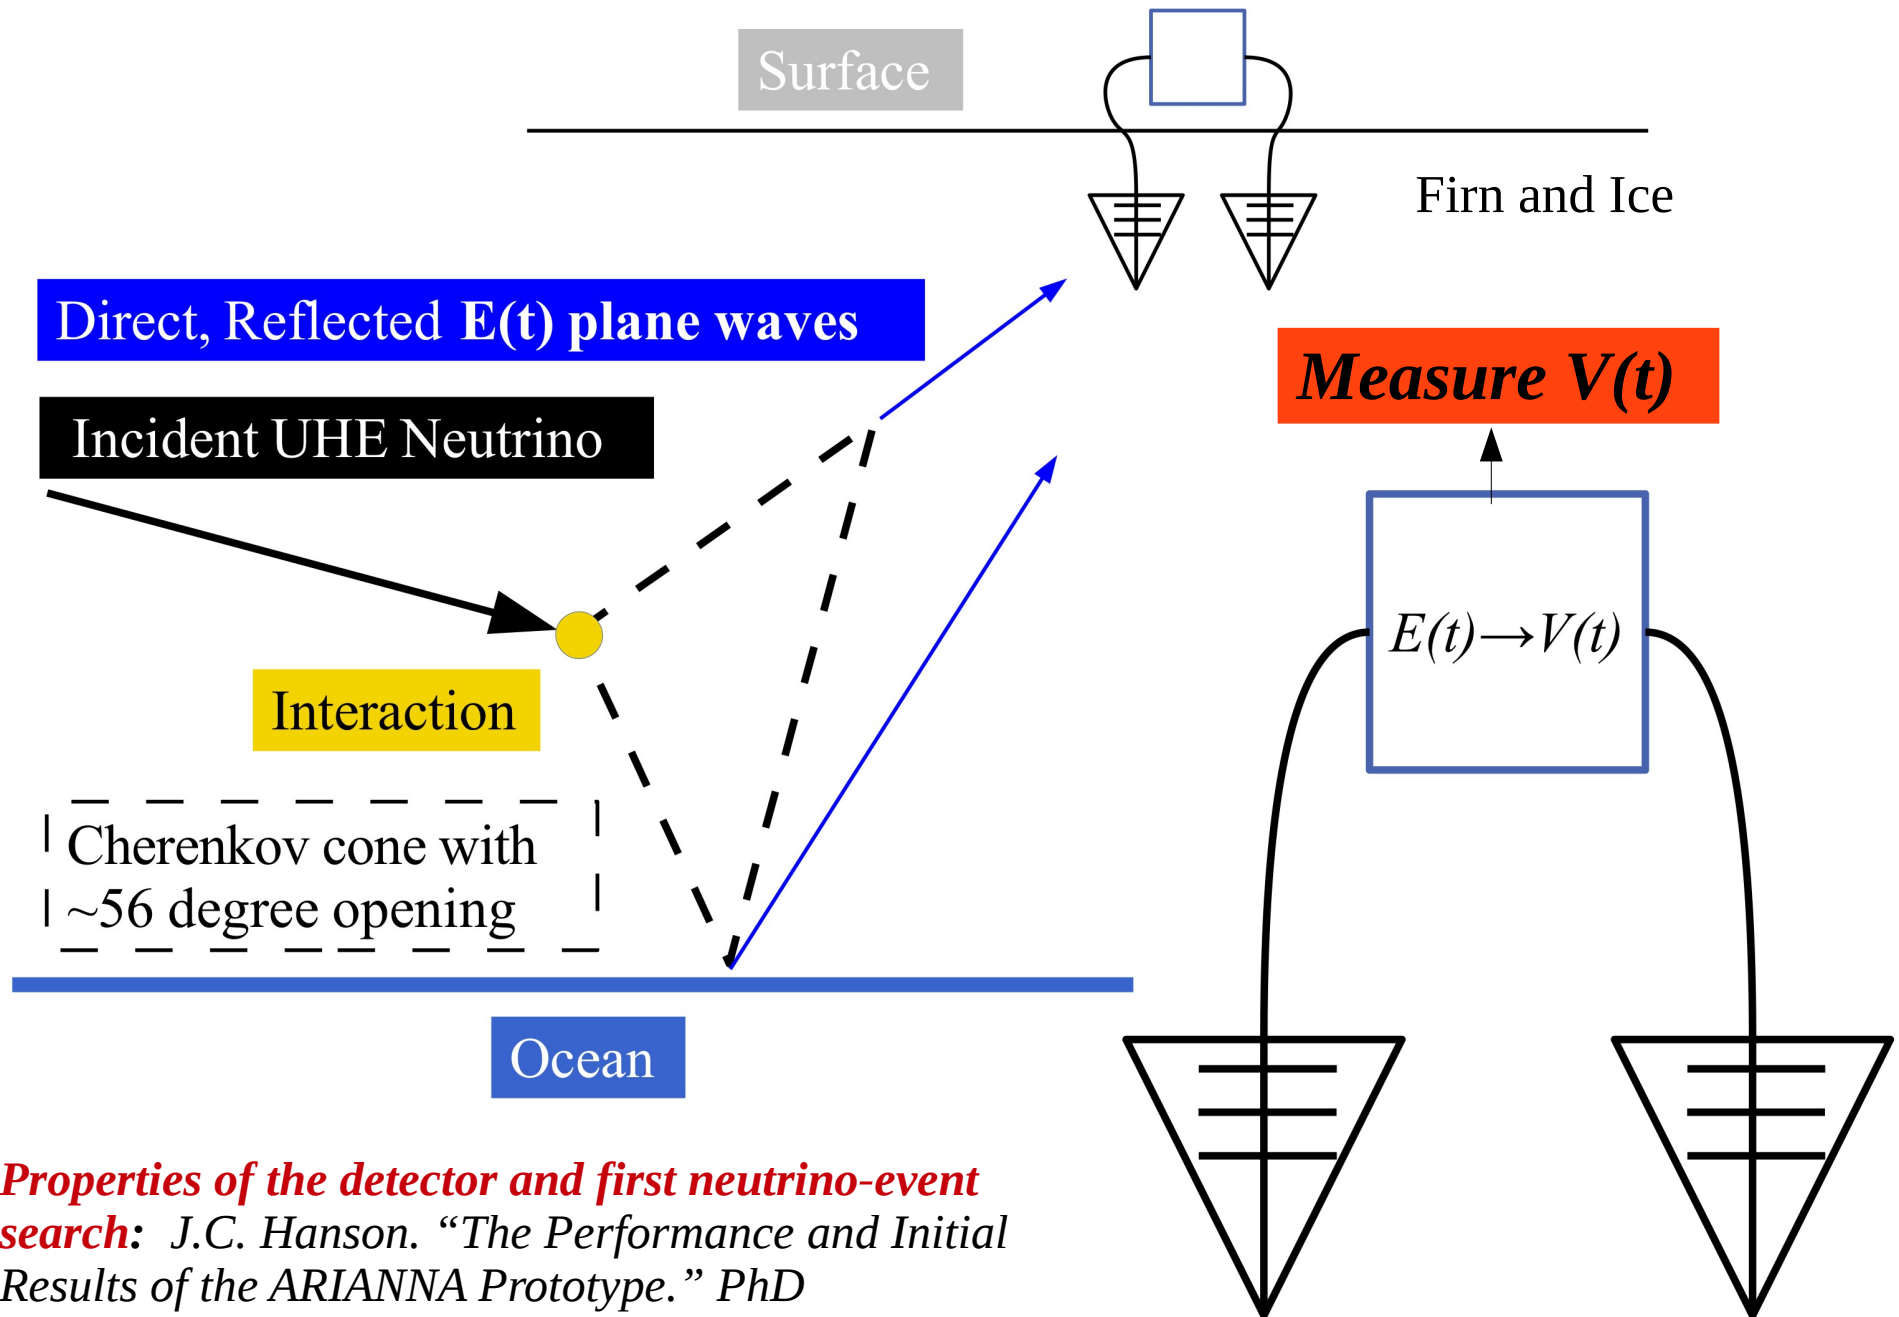 Surface
Firn and Ice
Direct, Reflected E(t) plane waves
Measure V(t)
Incident UHE Neutrino
E(t)→V(t)
Interaction
Cherenkov cone with
~56 degree opening
Ocean
Properties of the detector and first neutrino-event
search: J.C. Hanson. “The Performance and Initial
Results of the ARIANNA Prototype.” PhD